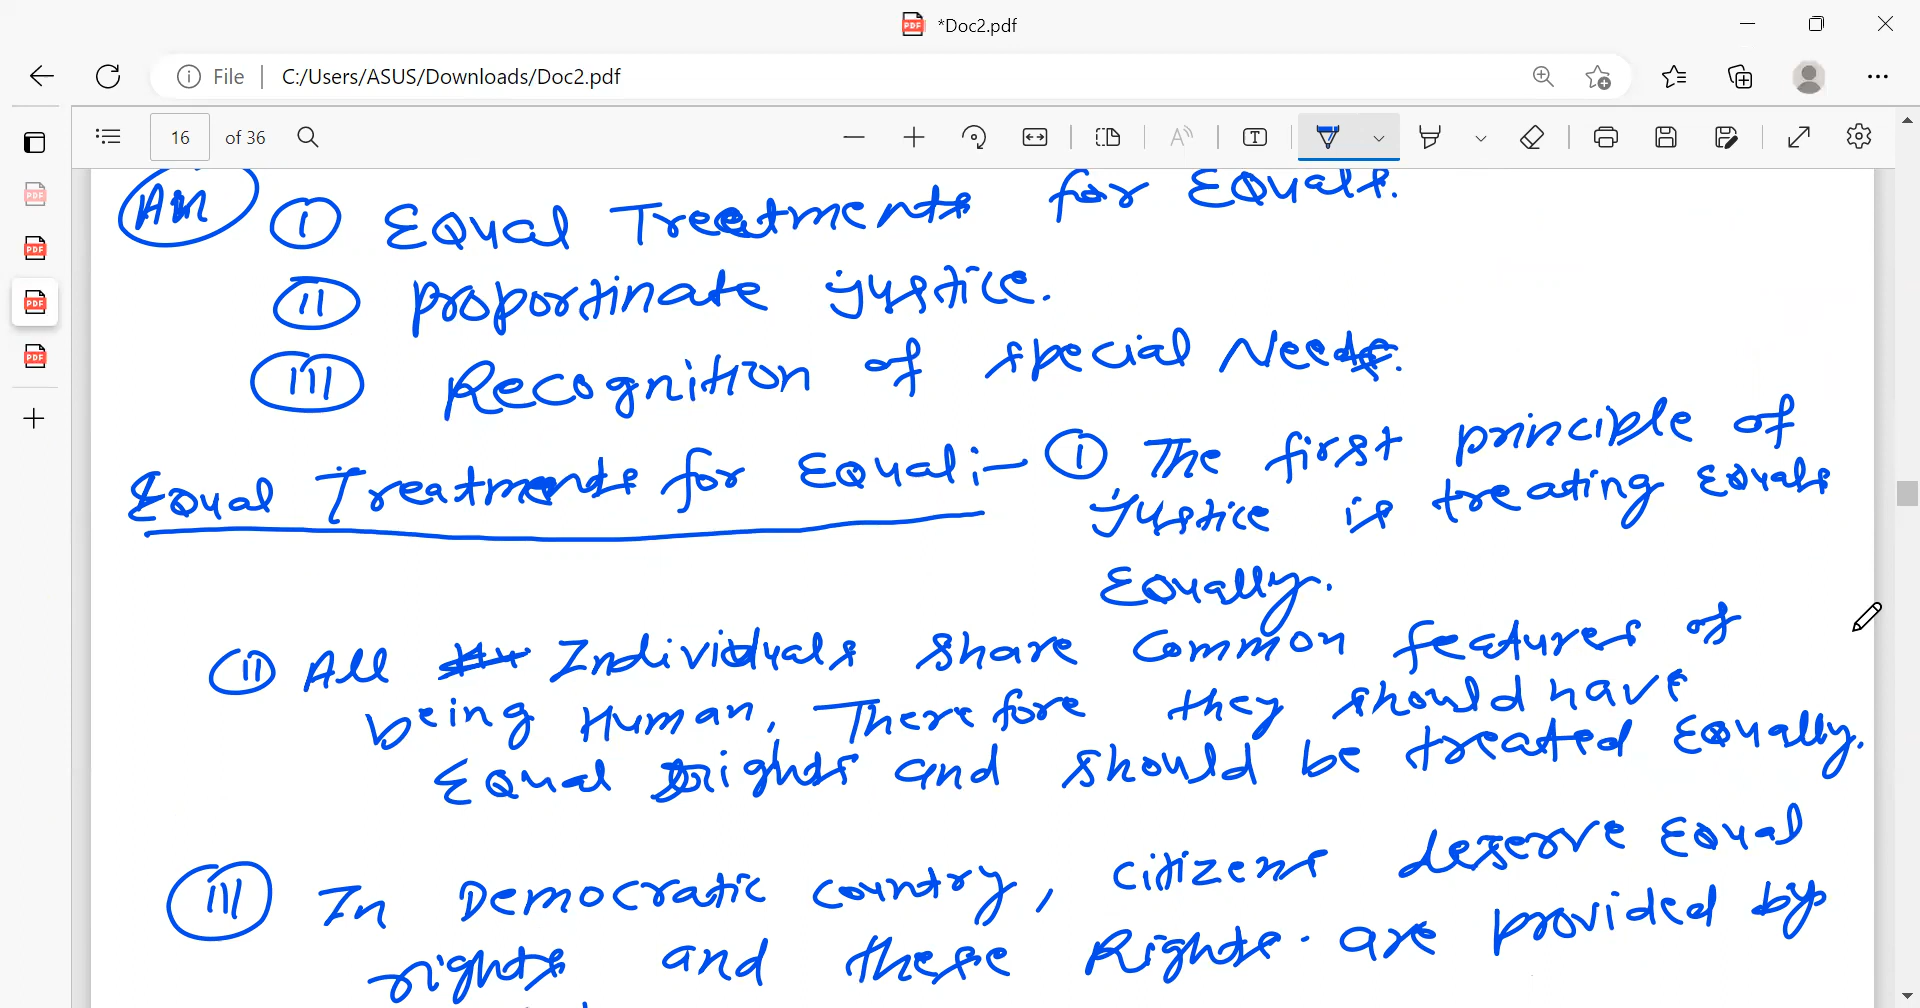 *Doc2.pdf
File | C:/Users/ASUS/Downloads/Doc2.pdf
16 of 36
Ans I Equal Treatments for Equals.
II Proportinate justice.
III Recognition of special Needs.
Equal Treatments for Equal :- I The first principle of
justice is treating Equals
Equally.
II All Individuals share common features of
being Human, Therefore they should have
Equal rights and should be treated Equally.
III In Democratic country, citizens deserve Equal
rights and these Rights. are provided by